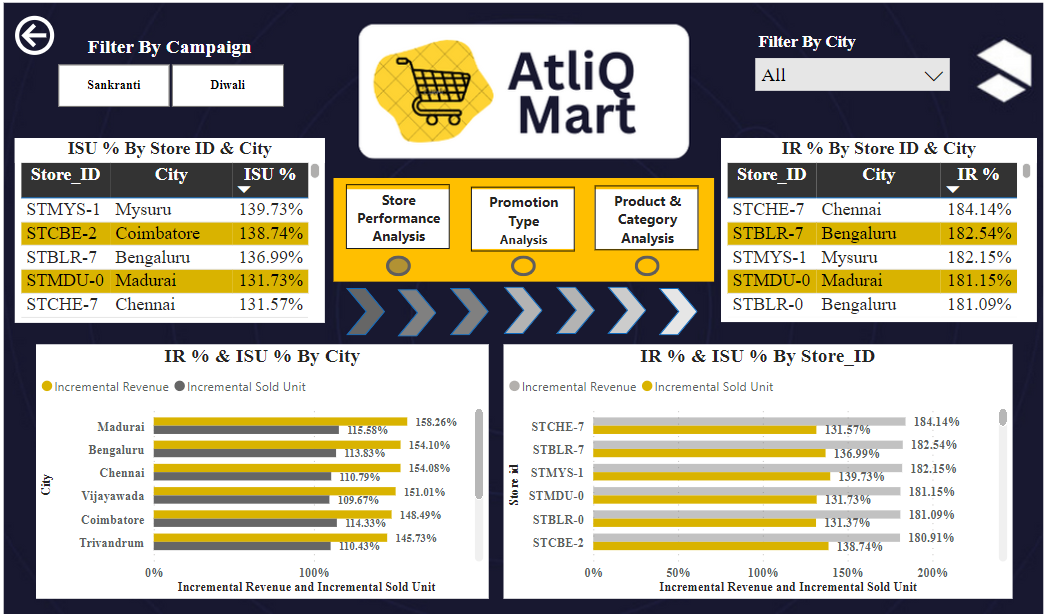 Filter By Campaign
Sankranti
Diwali
AtliQ
Mart
Filter By City
All
ISU % By Store ID & City
Store_ID City ISU %
STMYS-1 Mysuru 139.73%
STCBE-2 Coimbatore 138.74%
STBLR-7 Bengaluru 136.99%
STMDU-0 Madurai 131.73%
STCHE-7 Chennai 131.57%
Store
Performance
Analysis
Promotion
Type
Analysis
Product &
Category
Analysis
IR % By Store ID & City
Store_ID City IR %
STCHE-7 Chennai 184.14%
STBLR-7 Bengaluru 182.54%
STMYS-1 Mysuru 182.15%
STMDU-0 Madurai 181.15%
STBLR-0 Bengaluru 181.09%
IR % & ISU % By City
Incremental Revenue Incremental Sold Unit
City
Madurai 158.26%
115.58%
Bengaluru 154.10%
113.83%
Chennai 154.08%
110.79%
Vijayawada 151.01%
109.67%
Coimbatore 148.49%
114.33%
Trivandrum 145.73%
110.43%
0% 100%
Incremental Revenue and Incremental Sold Unit
IR % & ISU % By Store_ID
Incremental Revenue Incremental Sold Unit
Store id
STCHE-7 184.14%
131.57%
STBLR-7 182.54%
136.99%
STMYS-1 182.15%
139.73%
STMDU-0 181.15%
131.73%
STBLR-0 181.09%
131.37%
STCBE-2 180.91%
138.74%
0% 50% 100% 150% 200%
Incremental Revenue and Incremental Sold Unit